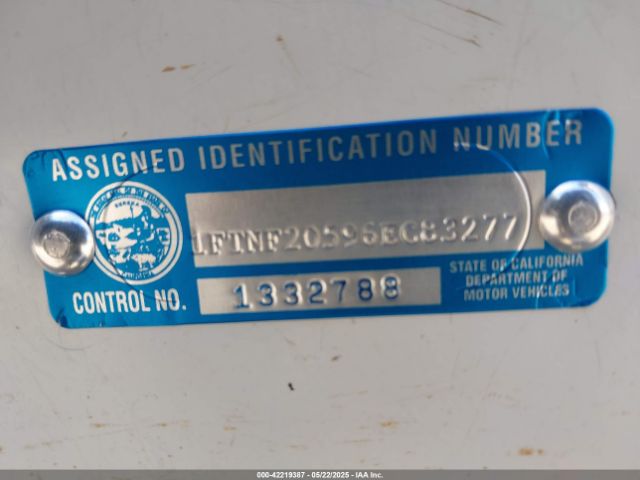 ASSIGNED IDENTIFICATION NUMBER
1FTNF20596EC83277
CONTROL NO. 1332788
STATE OF CALIFORNIA
DEPARTMENT OF
MOTOR VEHICLES
000-42219387 - 05/22/2025 - IAA Inc.